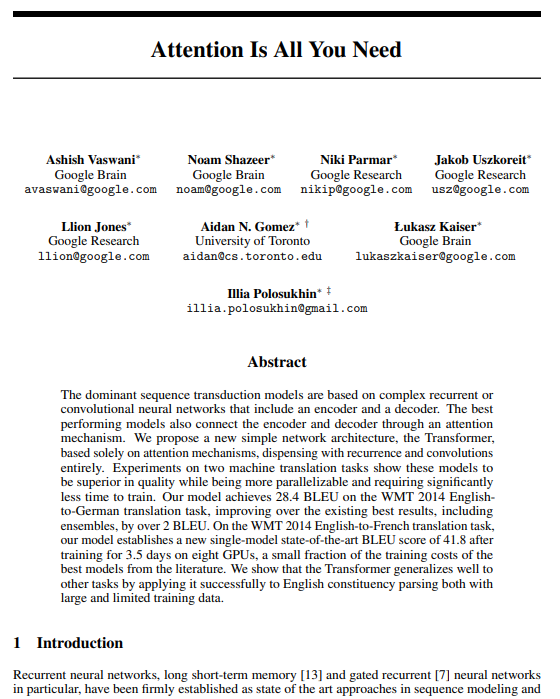 Attention Is All You Need
Ashish Vaswani∗ Noam Shazeer∗ Niki Parmar∗ Jakob Uszkoreit∗
Google Brain Google Brain Google Research Google Research
avaswani@google.com noam@google.com nikip@google.com usz@google.com
Llion Jones∗ Aidan N. Gomez∗ † Łukasz Kaiser∗
Google Research University of Toronto Google Brain
llion@google.com aidan@cs.toronto.edu lukaszkaiser@google.com
Illia Polosukhin∗ ‡
illia.polosukhin@gmail.com
Abstract
The dominant sequence transduction models are based on complex recurrent or
convolutional neural networks that include an encoder and a decoder. The best
performing models also connect the encoder and decoder through an attention
mechanism. We propose a new simple network architecture, the Transformer,
based solely on attention mechanisms, dispensing with recurrence and convolutions
entirely. Experiments on two machine translation tasks show these models to
be superior in quality while being more parallelizable and requiring significantly
less time to train. Our model achieves 28.4 BLEU on the WMT 2014 English-
to-German translation task, improving over the existing best results, including
ensembles, by over 2 BLEU. On the WMT 2014 English-to-French translation task,
our model establishes a new single-model state-of-the-art BLEU score of 41.8 after
training for 3.5 days on eight GPUs, a small fraction of the training costs of the
best models from the literature. We show that the Transformer generalizes well to
other tasks by applying it successfully to English constituency parsing both with
large and limited training data.
1 Introduction
Recurrent neural networks, long short-term memory [13] and gated recurrent [7] neural networks
in particular, have been firmly established as state of the art approaches in sequence modeling and